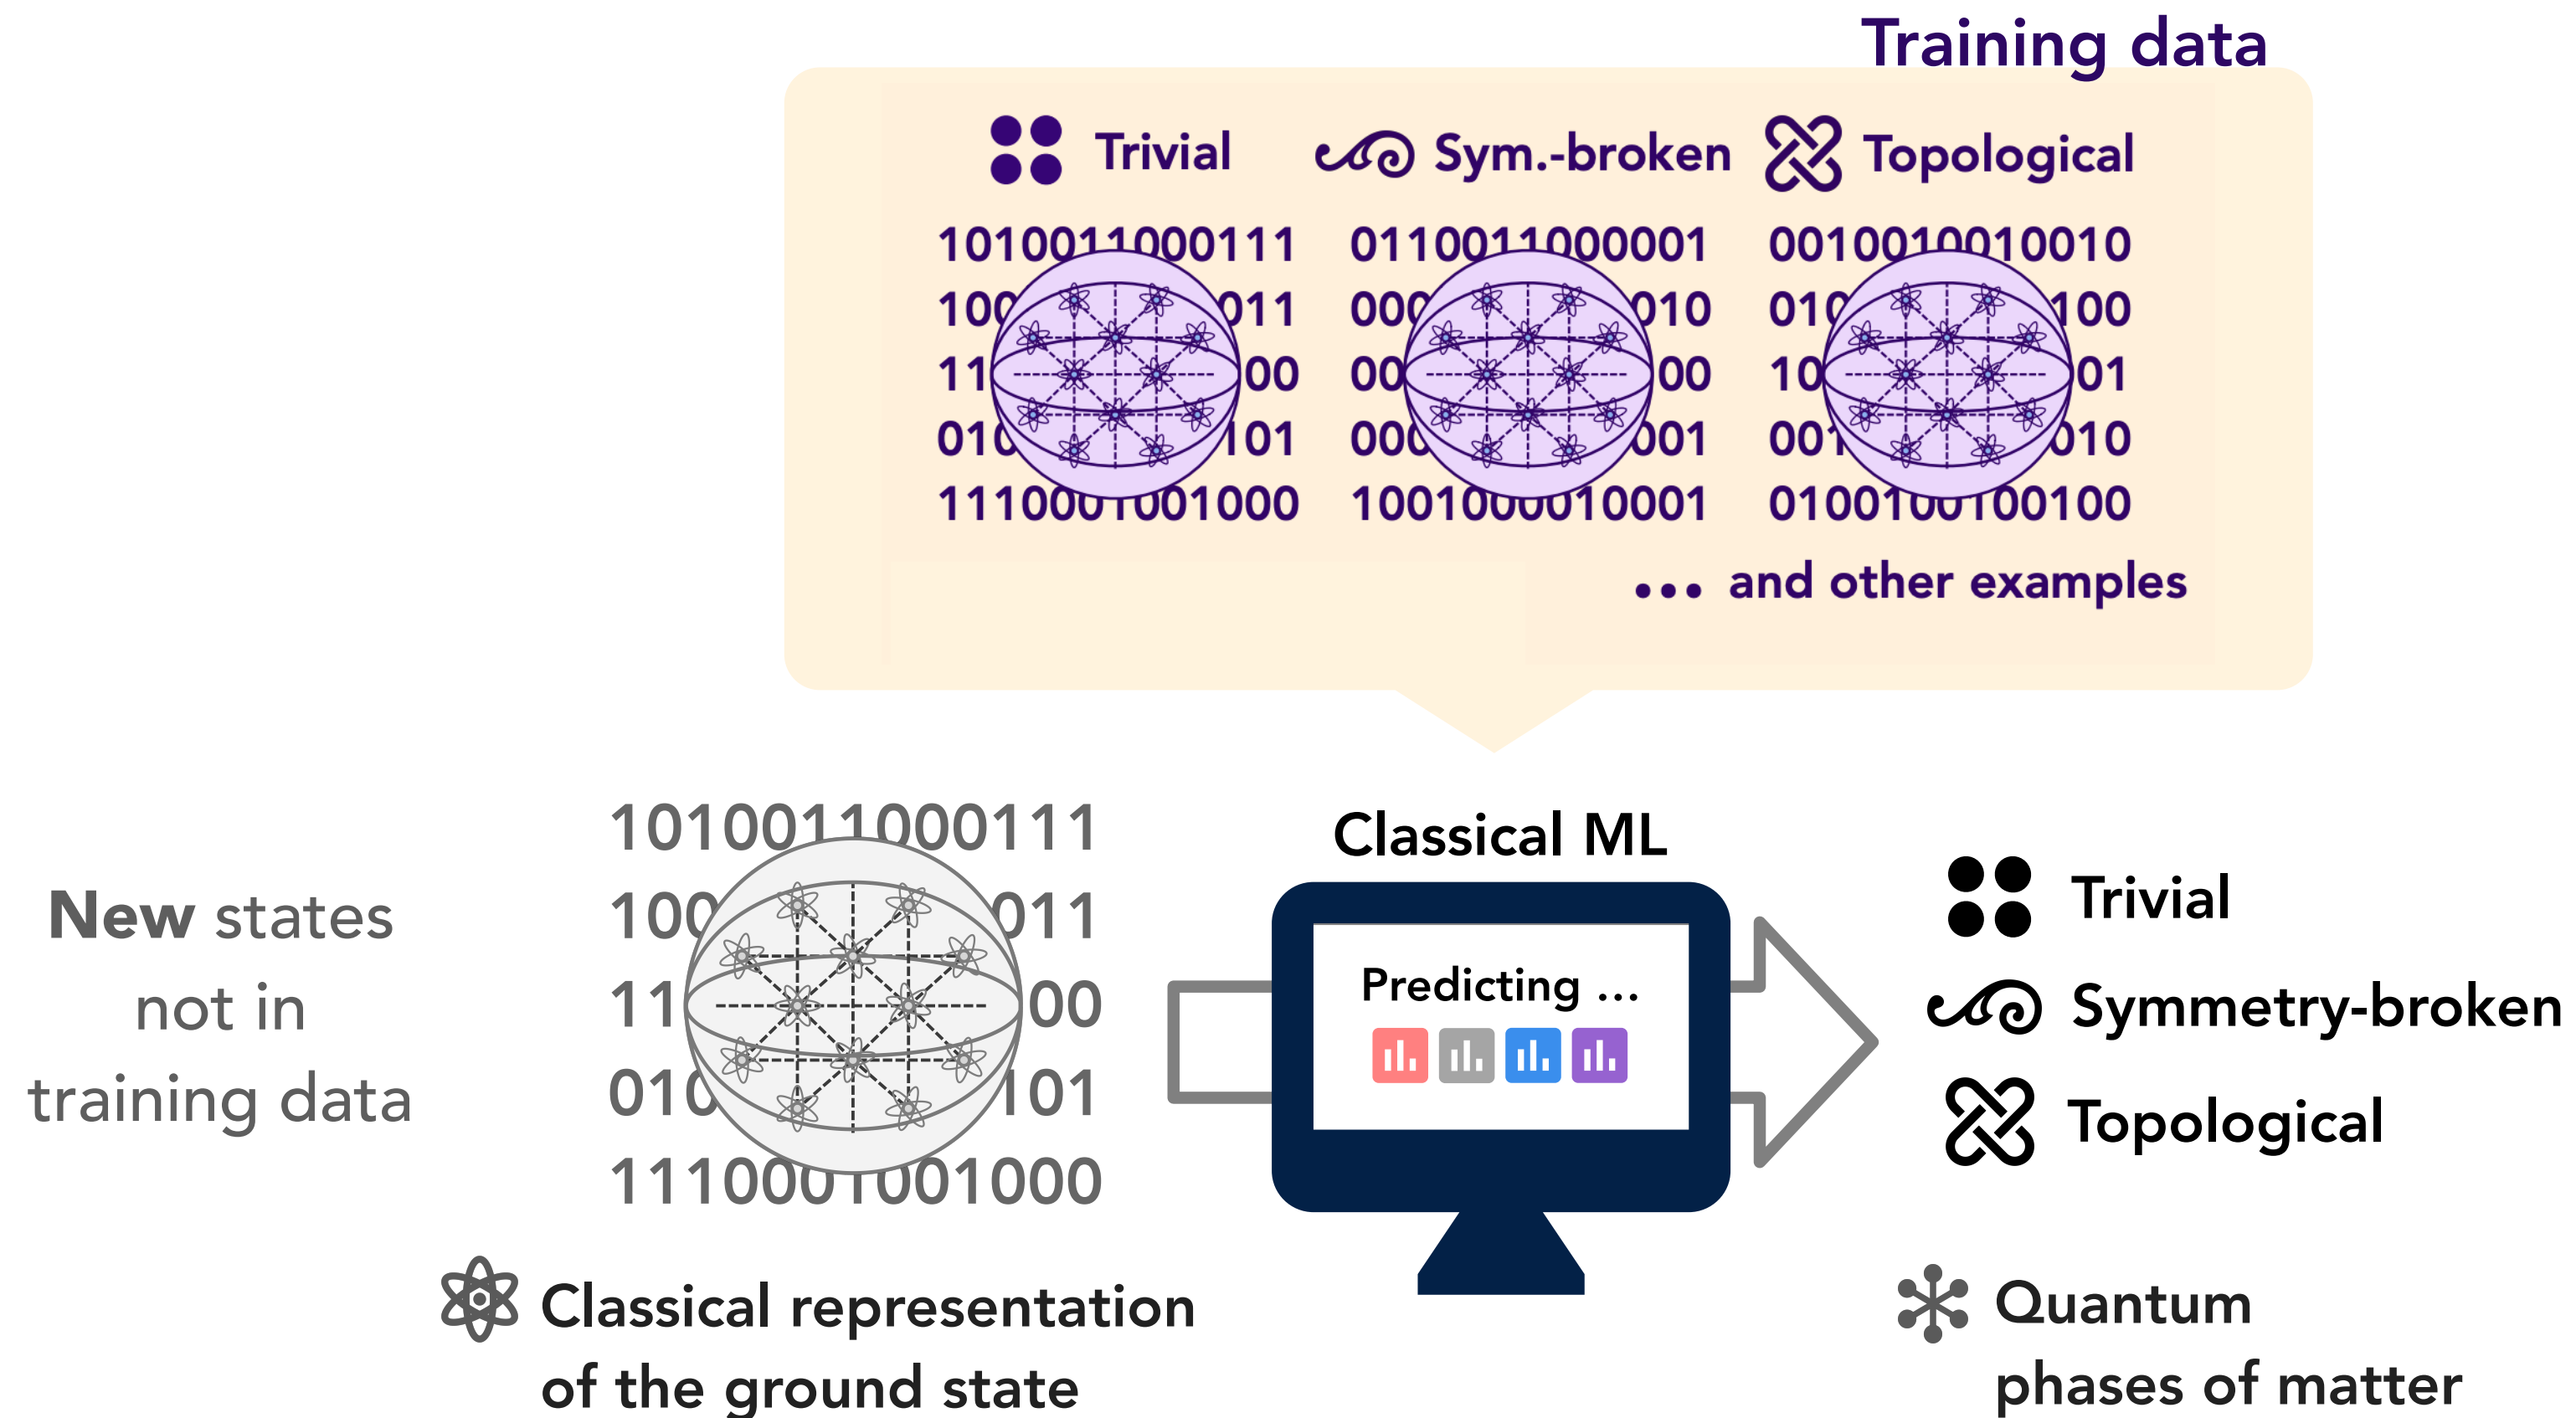 Training data
Trivial
Sym.-broken
Topological
1010011000111
0110011000001
0010010010010
100 011
000 010
010 100
11 00
00 00
10 01
010 101
000 001
001 010
1110001001000
1001000010001
0100100100100
... and other examples
New states
not in
training data
1010011000111
100 011
11 00
010 101
1110001001000
Classical representation
of the ground state
Classical ML
Predicting ...
Trivial
Symmetry-broken
Topological
Quantum
phases of matter